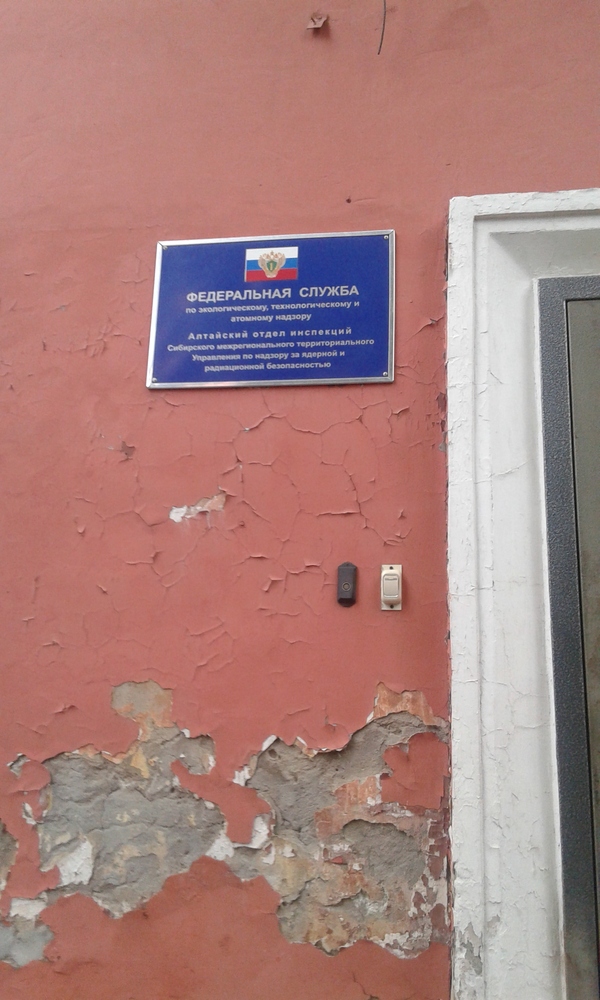 ФЕДЕРАЛЬНАЯ СЛУЖБА
по экологическому, технологическому и
атомному надзору
Алтайский отдел инспекций
Сибирского межрегионального территориального
Управления по надзору за ядерной и
радиационной безопасностью